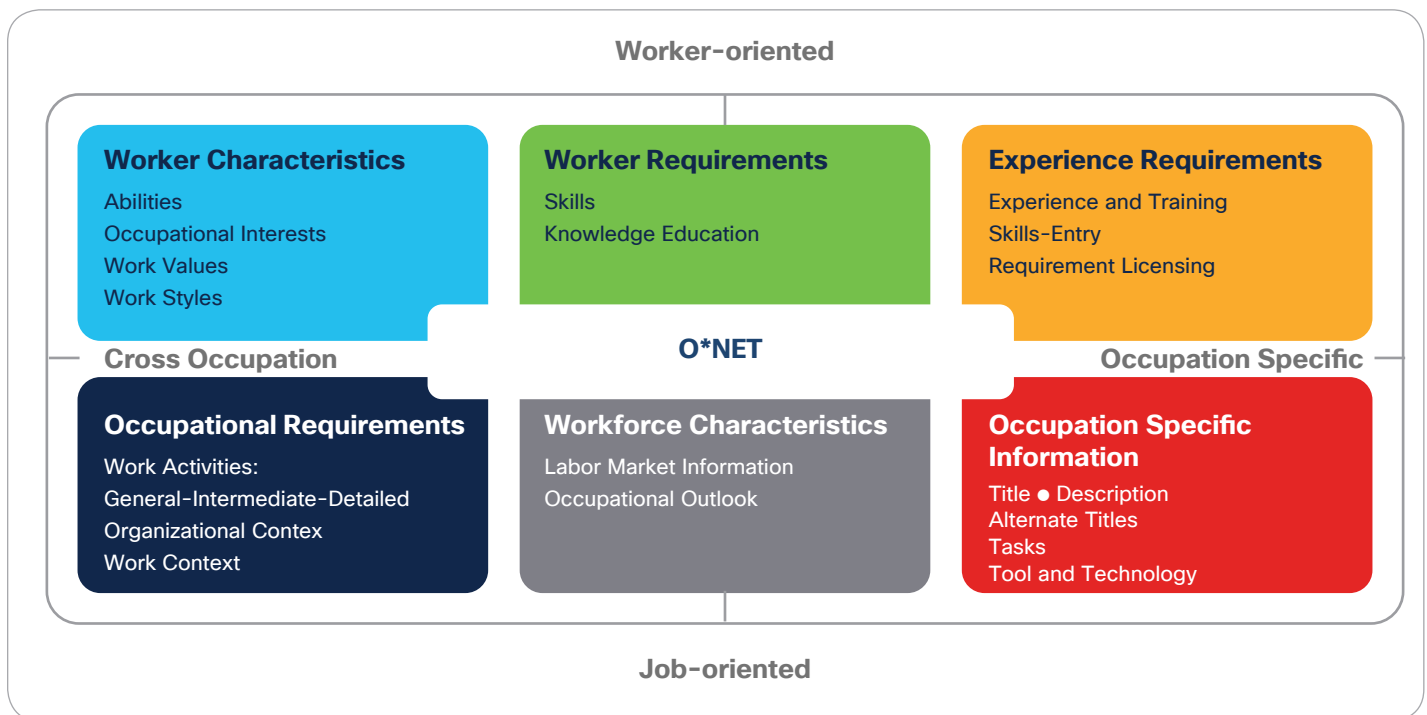 Worker-oriented
Worker Characteristics
Abilities
Occupational Interests
Work Values
Work Styles
Worker Requirements
Skills
Knowledge Education
Experience Requirements
Experience and Training
Skills-Entry
Requirement Licensing
Cross Occupation
O*NET
Occupation Specific
Occupational Requirements
Work Activities:
General-Intermediate-Detailed
Organizational Contex
Work Context
Workforce Characteristics
Labor Market Information
Occupational Outlook
Occupation Specific
Information
Title ● Description
Alternate Titles
Tasks
Tool and Technology
Job-oriented